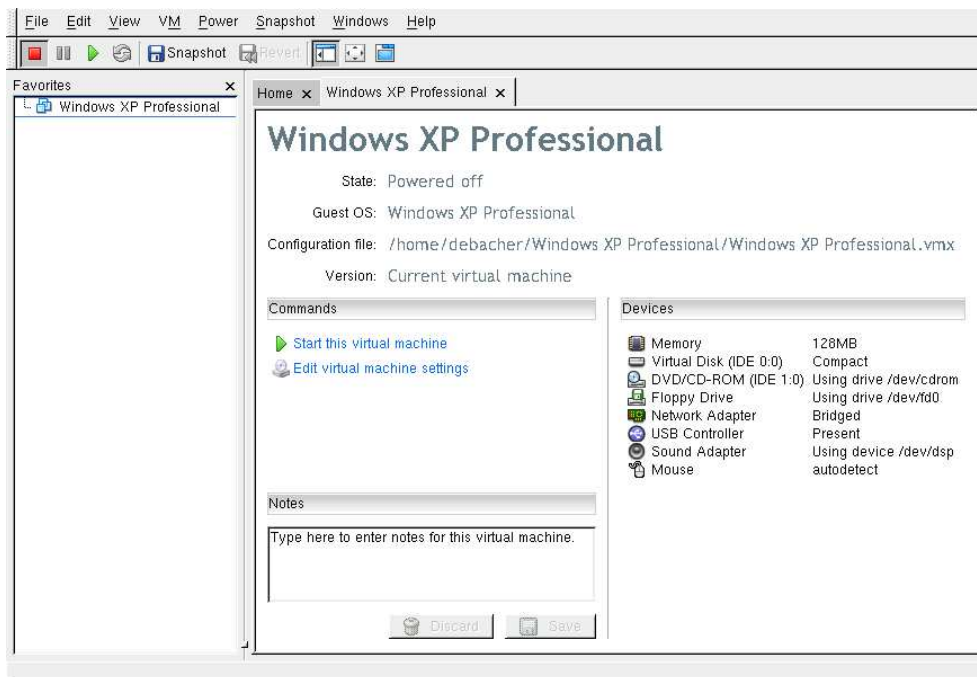 File Edit View VM Power Snapshot Windows Help
Snapshot Revert
Favorites x
Windows XP Professional
Home x Windows XP Professional x
Windows XP Professional
State: Powered off
Guest OS: Windows XP Professional
Configuration file: /home/debacher/Windows XP Professional/Windows XP Professional.vmx
Version: Current virtual machine
Commands
Start this virtual machine
Edit virtual machine settings
Devices
Memory 128MB
Virtual Disk (IDE 0:0) Compact
DVD/CD-ROM (IDE 1:0) Using drive /dev/cdrom
Floppy Drive Using drive /dev/fd0
Network Adapter Bridged
USB Controller Present
Sound Adapter Using device /dev/dsp
Mouse autodetect
Notes
Type here to enter notes for this virtual machine.
Discard Save